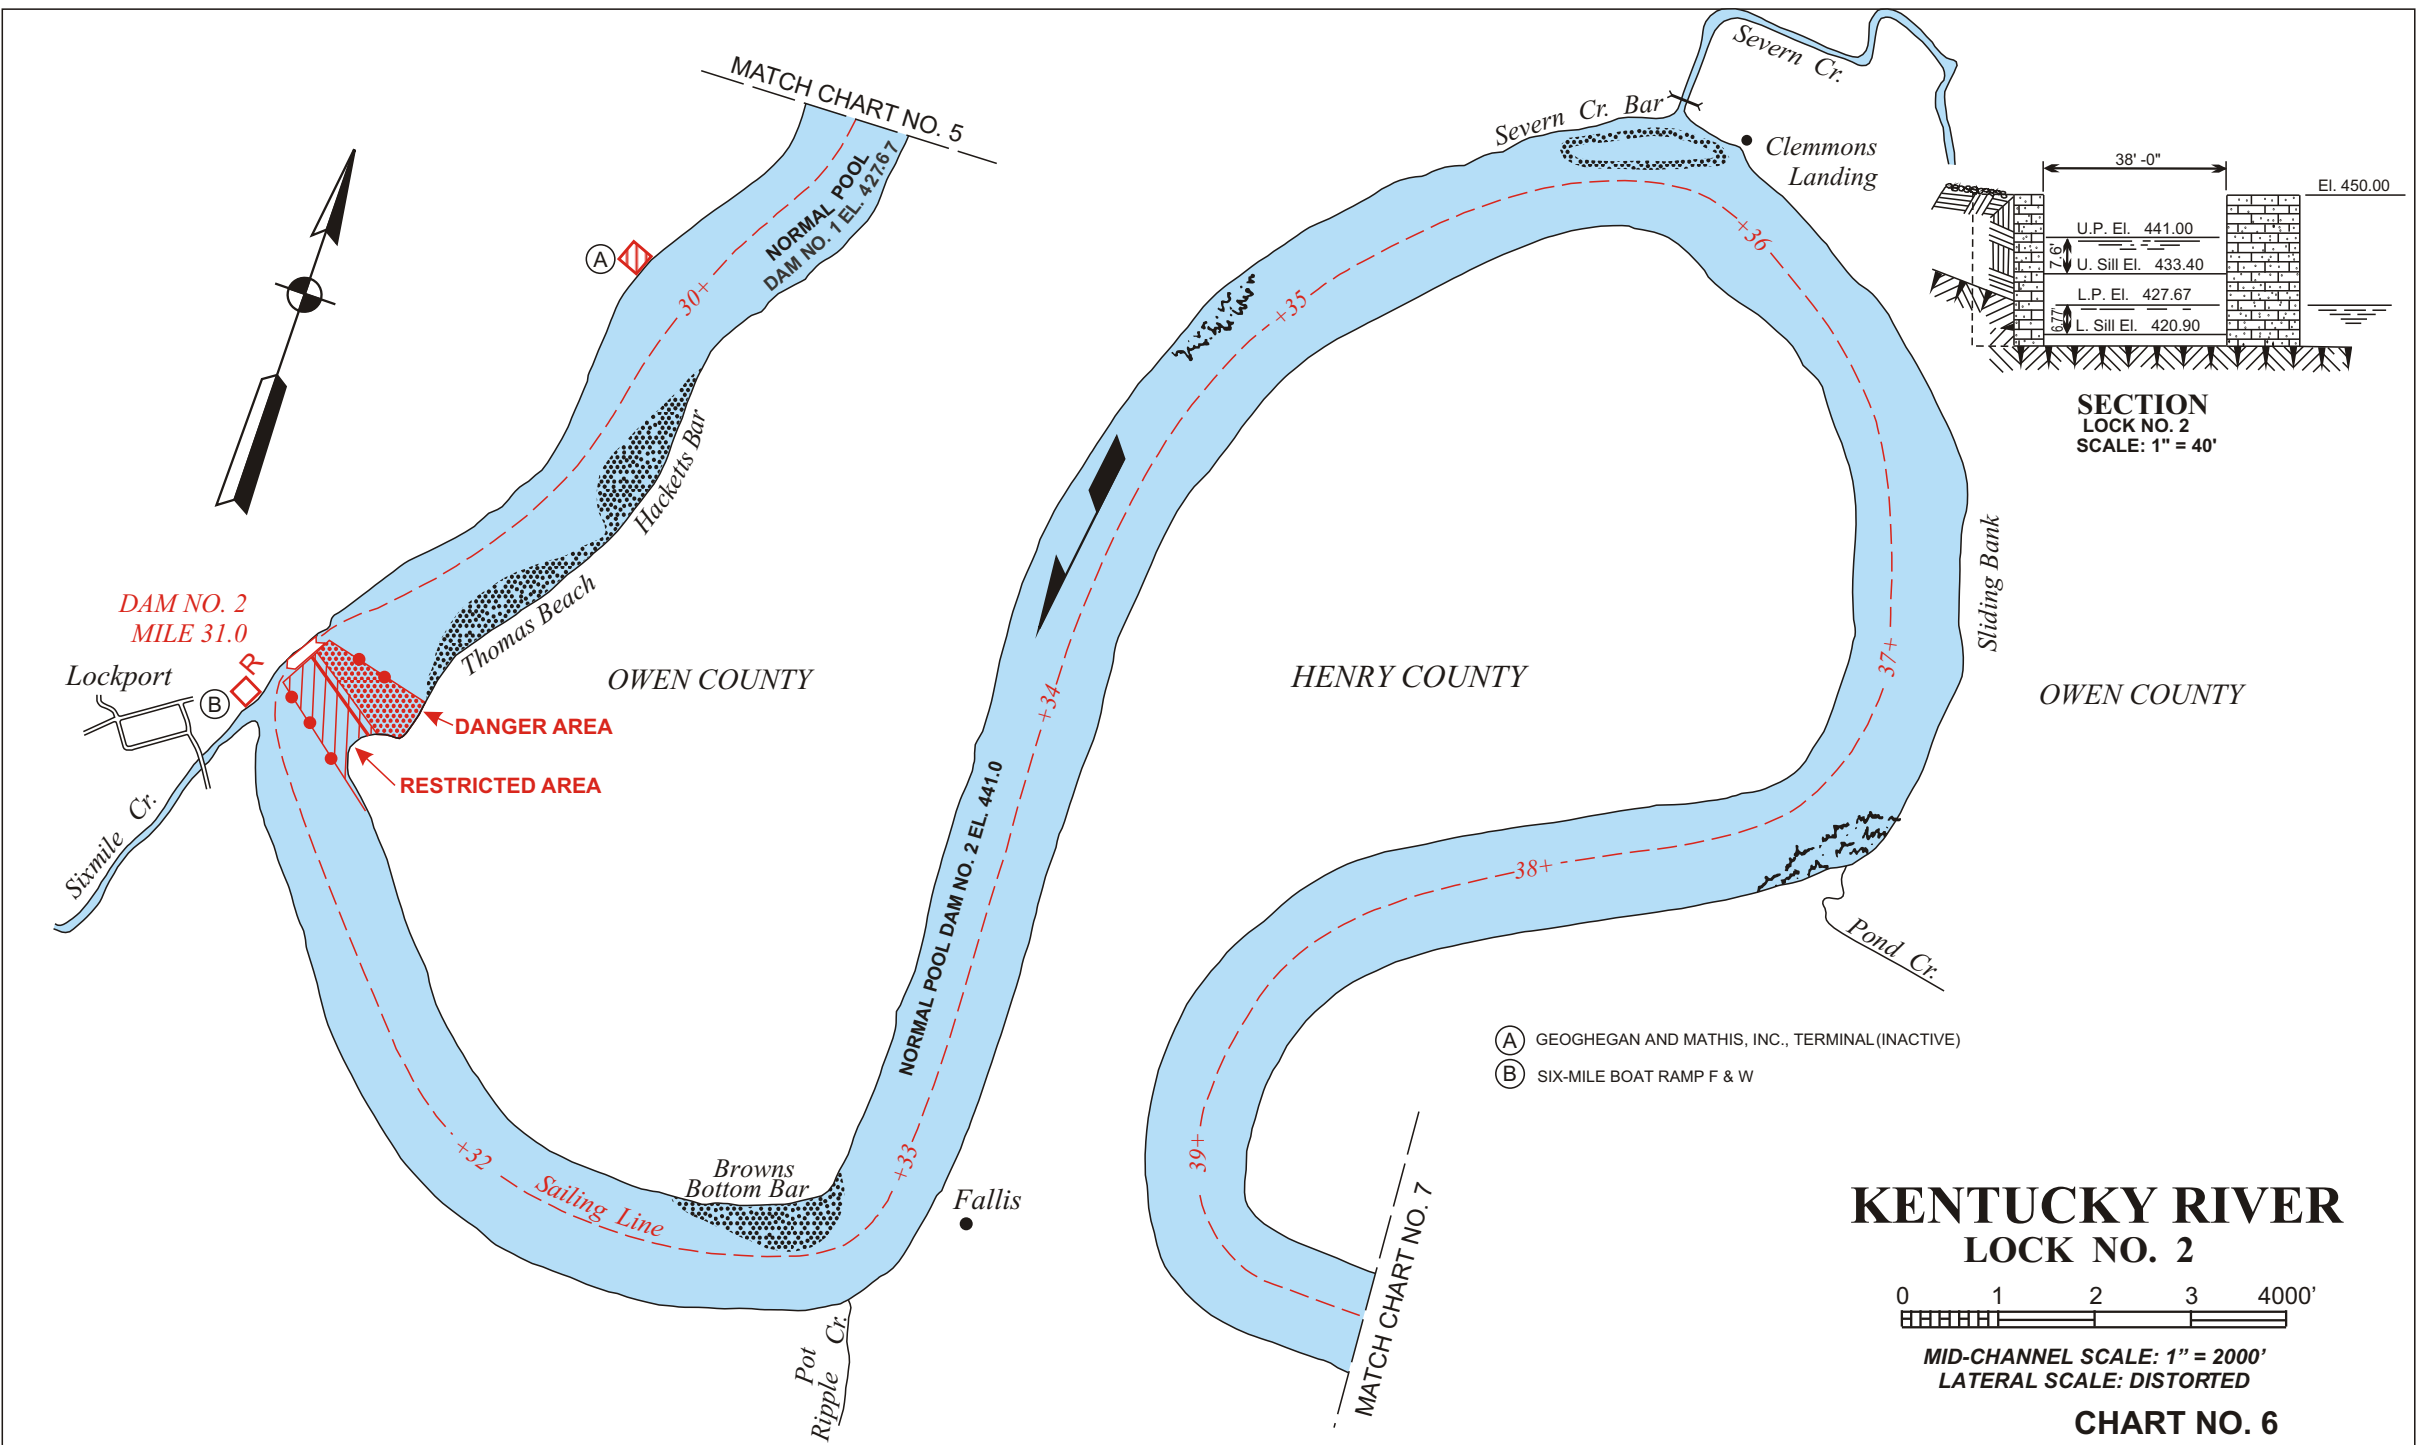 MATCH CHART NO. 5
Severn Cr.
Severn Cr. Bar
Clemmons
Landing
NORMAL POOL
DAM NO. 1 EL. 427.67
A
30+
+36
+35
Hacketts Bar
Thomas Beach
DAM NO. 2
MILE 31.0
R
Lockport
B
Sixmile Cr.
DANGER AREA
RESTRICTED AREA
OWEN COUNTY
+34
HENRY COUNTY
37+
Sliding Bank
OWEN COUNTY
NORMAL POOL DAM NO. 2 EL. 441.0
38+
Pond Cr.
+32
Sailing Line
Browns
Bottom Bar
+33
Fallis
Pot
Ripple Cr.
39+
MATCH CHART NO. 7
38' -0"
El. 450.00
U.P. El. 441.00
7.6'
U. Sill El. 433.40
L.P. El. 427.67
6.77'
L. Sill El. 420.90
SECTION
LOCK NO. 2
SCALE: 1" = 40'
A GEOGHEGAN AND MATHIS, INC., TERMINAL (INACTIVE)
B SIX-MILE BOAT RAMP F & W
KENTUCKY RIVER
LOCK NO. 2
0 1 2 3 4000’
MID-CHANNEL SCALE: 1” = 2000’
LATERAL SCALE: DISTORTED
CHART NO. 6